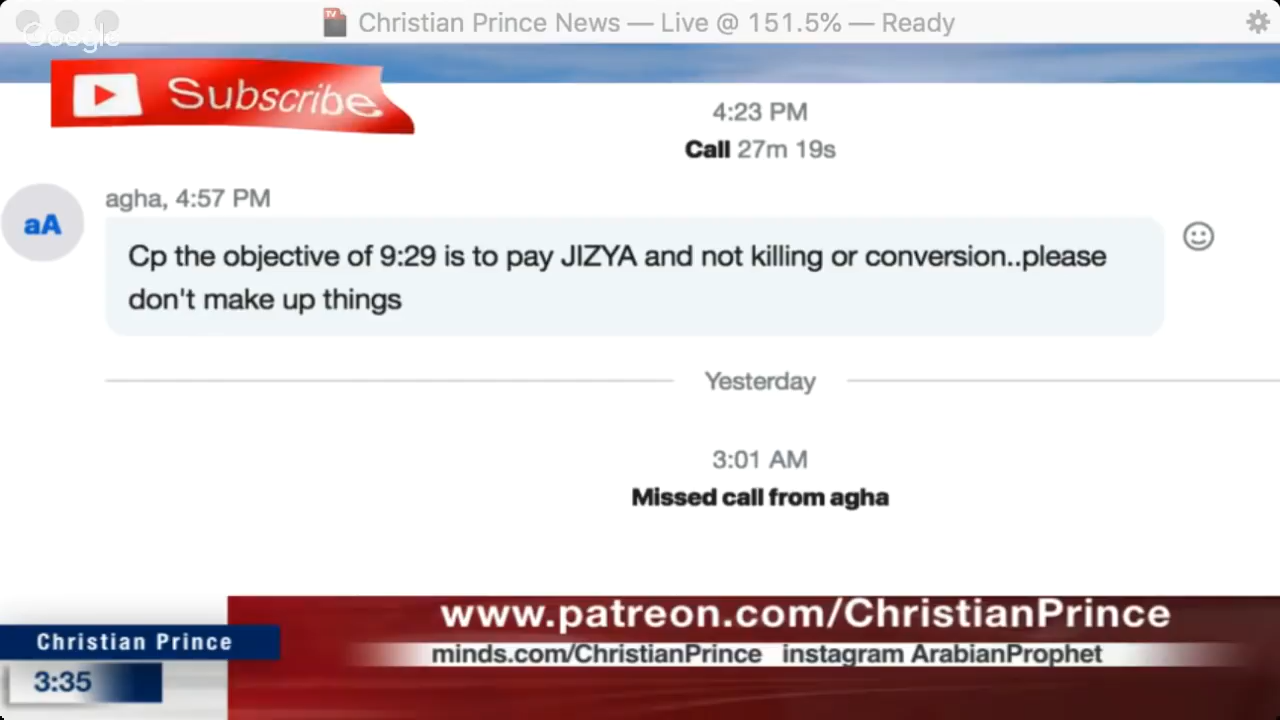 Christian Prince News — Live @ 151.5% — Ready
Google
Subscribe
4:23 PM
Call 27m 19s
agha, 4:57 PM
aA
Cp the objective of 9:29 is to pay JIZYA and not killing or conversion..please
don't make up things
Yesterday
3:01 AM
Missed call from agha
www.patreon.com/ChristianPrince
Christian Prince
minds.com/ChristianPrince instagram ArabianProphet
3:35